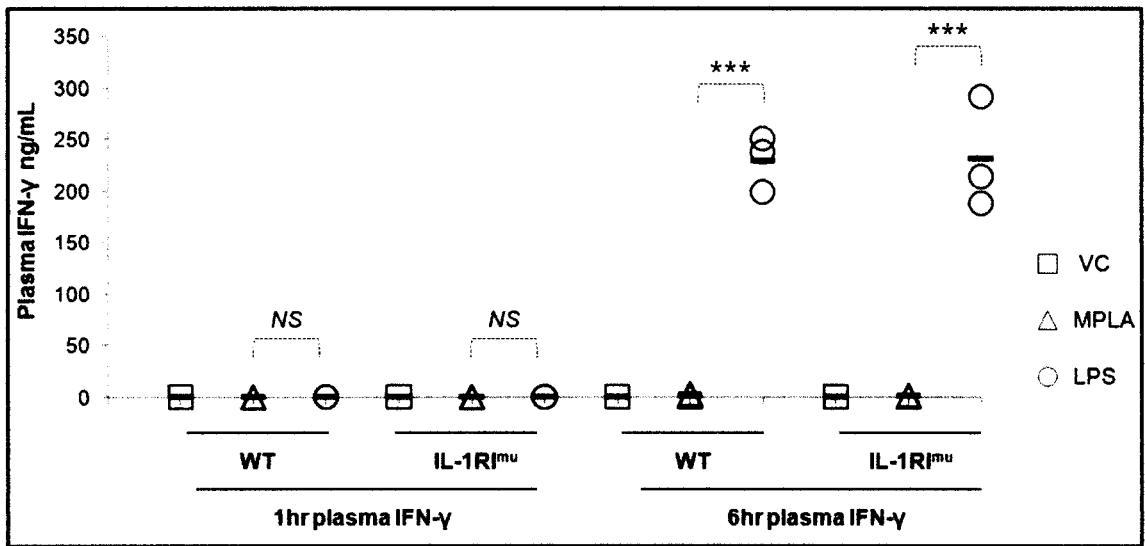 Plasma IFN-γ ng/mL
350
300
250
200
150
100
50
0
NS
NS
***
***
VC
MPLA
LPS
WT
IL-1RI^mu
WT
IL-1RI^mu
1hr plasma IFN-γ
6hr plasma IFN-γ